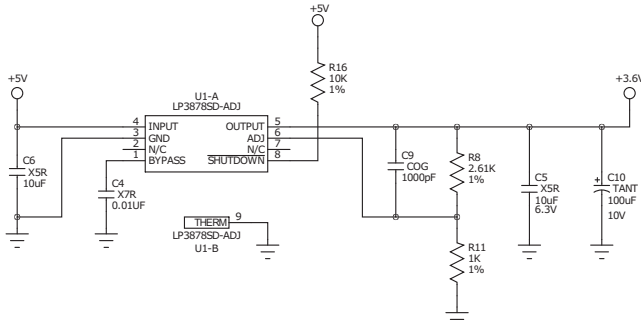 +5V
+5V
+3.6V
R16
10K
1%
U1-A
LP3878SD-ADJ
4 INPUT OUTPUT 5
3 GND ADJ 6
2 N/C N/C 7
1 BYPASS SHUTDOWN 8
C6
X5R
10uF
C4
X7R
0.01UF
THERM 9
LP3878SD-ADJ
U1-B
C9
COG
1000pF
R8
2.61K
1%
R11
1K
1%
C5
X5R
10uF
6.3V
+
C10
TANT
100uF
10V